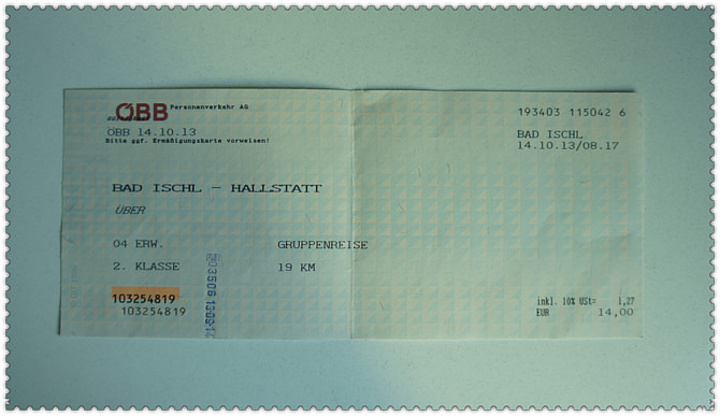 ÖBB Personenverkehr AG
ÖBB 14.10.13
Bitte ggf. Ermäßigungskarte vorweisen!
193403 115042 6
BAD ISCHL
14.10.13/08.17
BAD ISCHL - HALLSTATT
ÜBER
04 ERW. GRUPPENREISE
2. KLASSE 19 KM
103254819
103254819
inkl. 10% USt= 1,27
EUR 14,00